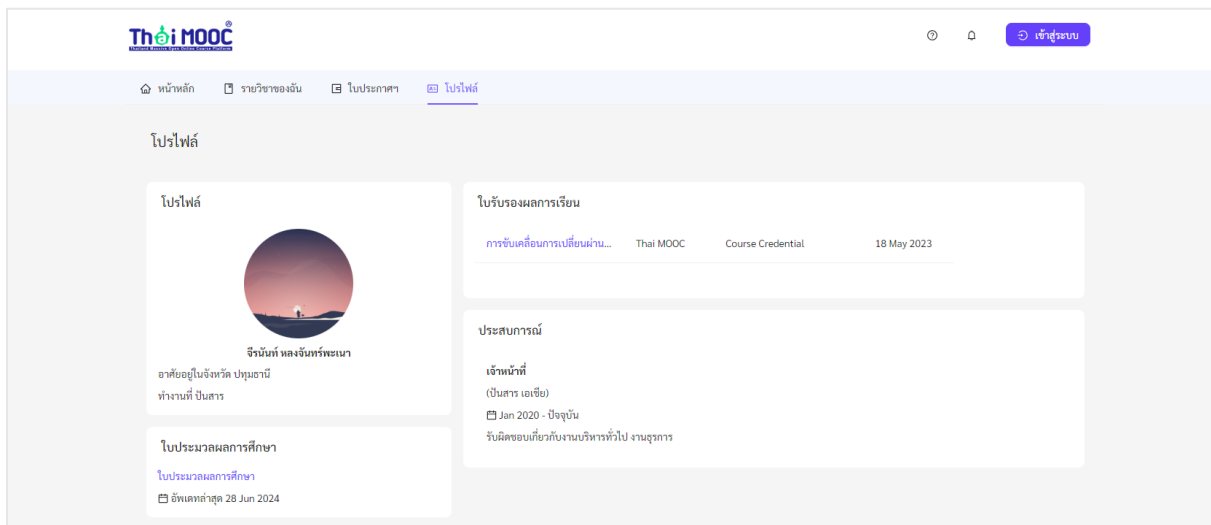 Thai MOOC
Thailand Massive Open Online Course Platform
เข้าสู่ระบบ
หน้าหลัก รายวิชาของฉัน ใบประกาศฯ โปรไฟล์
โปรไฟล์
โปรไฟล์
จีรนันท์ หลงจันทร์พะเนา
อาศัยอยู่ในจังหวัด ปทุมธานี
ทำงานที่ ปันสาร
ใบประมวลผลการศึกษา
ใบประมวลผลการศึกษา
อัพเดทล่าสุด 28 Jun 2024
ใบรับรองผลการเรียน
การขับเคลื่อนการเปลี่ยนผ่าน... Thai MOOC Course Credential 18 May 2023
ประสบการณ์
เจ้าหน้าที่
(ปันสาร เอเชีย)
Jan 2020 - ปัจจุบัน
รับผิดชอบเกี่ยวกับงานบริหารทั่วไป งานธุรการ